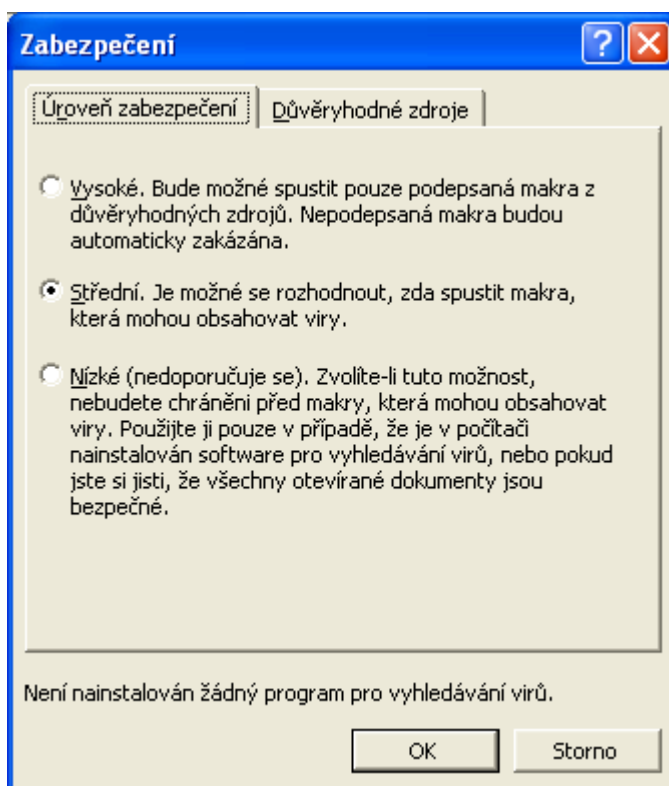 Zabezpečení
Úroveň zabezpečení
Důvěryhodné zdroje
Vysoké. Bude možné spustit pouze podepsaná makra z
důvěryhodných zdrojů. Nepodepsaná makra budou
automaticky zakázána.
Střední. Je možné se rozhodnout, zda spustit makra,
která mohou obsahovat viry.
Nízké (nedoporučuje se). Zvolíte-li tuto možnost,
nebudete chráněni před makry, která mohou obsahovat
viry. Použijte ji pouze v případě, že je v počítači
nainstalován software pro vyhledávání virů, nebo pokud
jste si jisti, že všechny otevírané dokumenty jsou
bezpečné.
Není nainstalován žádný program pro vyhledávání virů.
OK
Storno